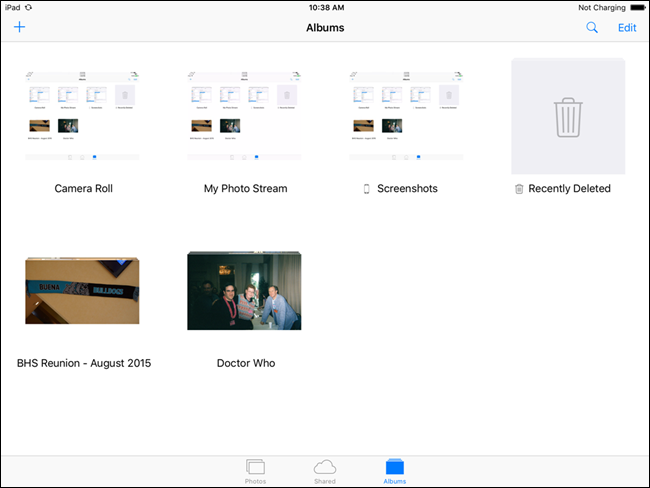 iPad 10:38 AM Not Charging
+ Albums Edit
Camera Roll My Photo Stream Screenshots Recently Deleted
BUENA BULLDOGS
BHS Reunion - August 2015 Doctor Who
Photos Shared Albums